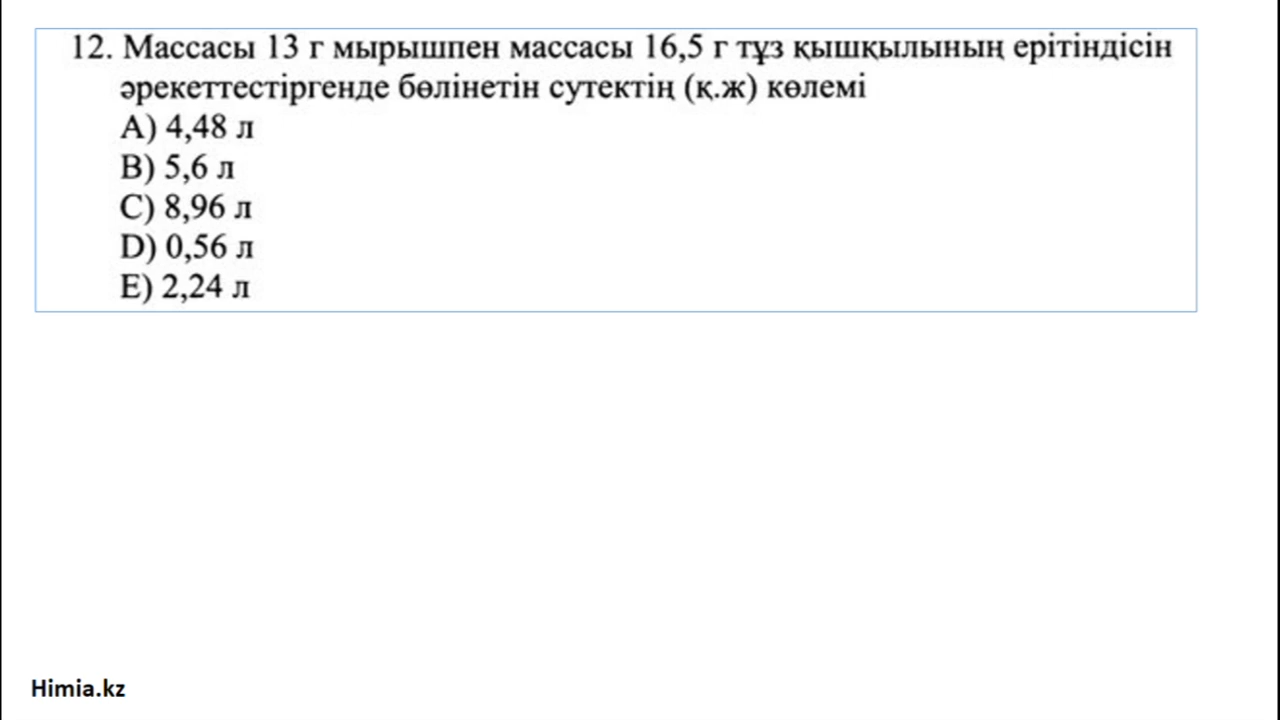 12. Массасы 13 г мырышпен массасы 16,5 г тұз қышқылының ерітіндісін
әрекеттестіргенде бөлінетін сутектің (қ.ж) көлемі
A) 4,48 л
B) 5,6 л
C) 8,96 л
D) 0,56 л
E) 2,24 л
Himia.kz